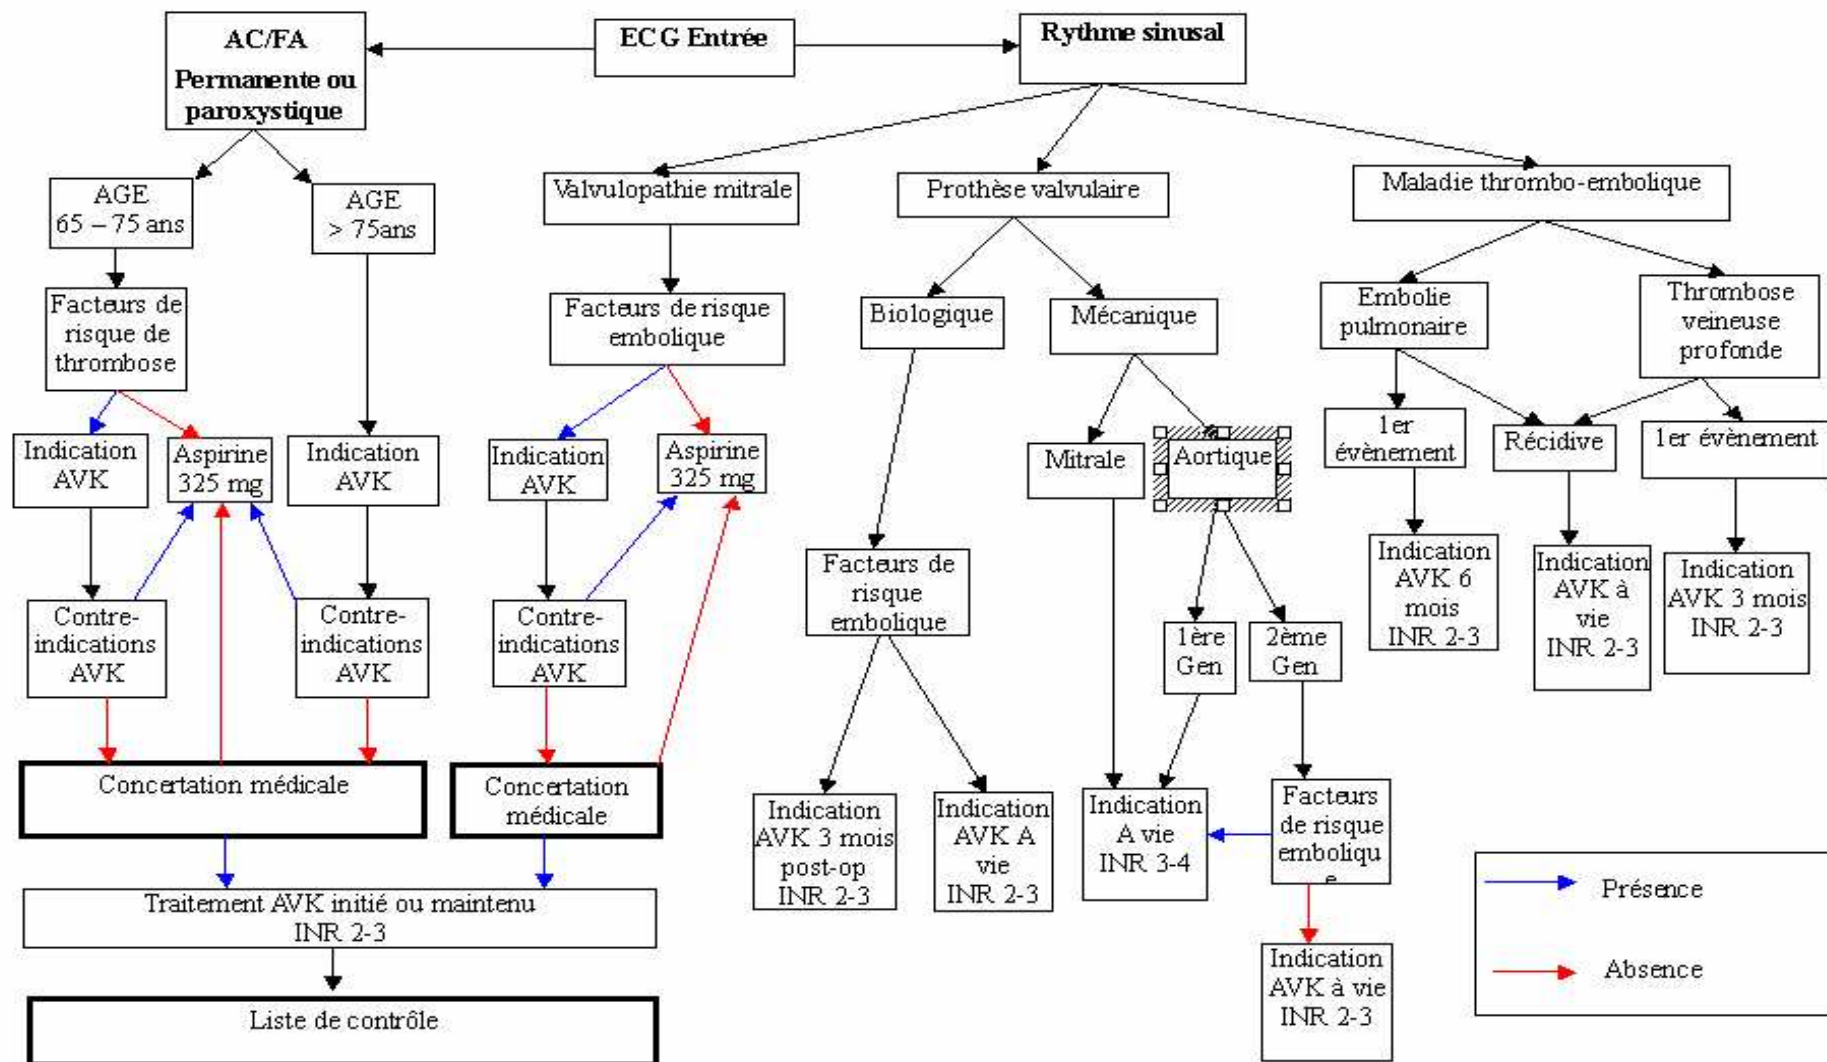 AC/FA
Permanente ou
paroxystique
ECG Entrée
Rythme sinusal
AGE
65 – 75 ans
AGE
> 75ans
Valvulopathie mitrale
Prothèse valvulaire
Maladie thrombo-embolique
Facteurs de
risque de
thrombose
Facteurs de risque
embolique
Biologique
Mécanique
Embolie
pulmonaire
Thrombose
veineuse
profonde
Indication
AVK
Aspirine
325 mg
Indication
AVK
Indication
AVK
Aspirine
325 mg
Mitrale
Aortique
1er
évènement
Récidive
1er évènement
Contre-
indications
AVK
Contre-
indications
AVK
Contre-
indications
AVK
Facteurs de
risque
embolique
1ère
Gen
2ème
Gen
Indication
AVK 6
mois
INR 2-3
Indication
AVK à
vie
INR 2-3
Indication
AVK 3 mois
INR 2-3
Concertation médicale
Concertation
médicale
Indication
AVK 3 mois
post-op
INR 2-3
Indication
AVK A
vie
INR 2-3
Indication
A vie
INR 3-4
Facteurs
de risque
emboliqu
e
Traitement AVK initié ou maintenu
INR 2-3
Indication
AVK à vie
INR 2-3
Liste de contrôle
Présence
Absence